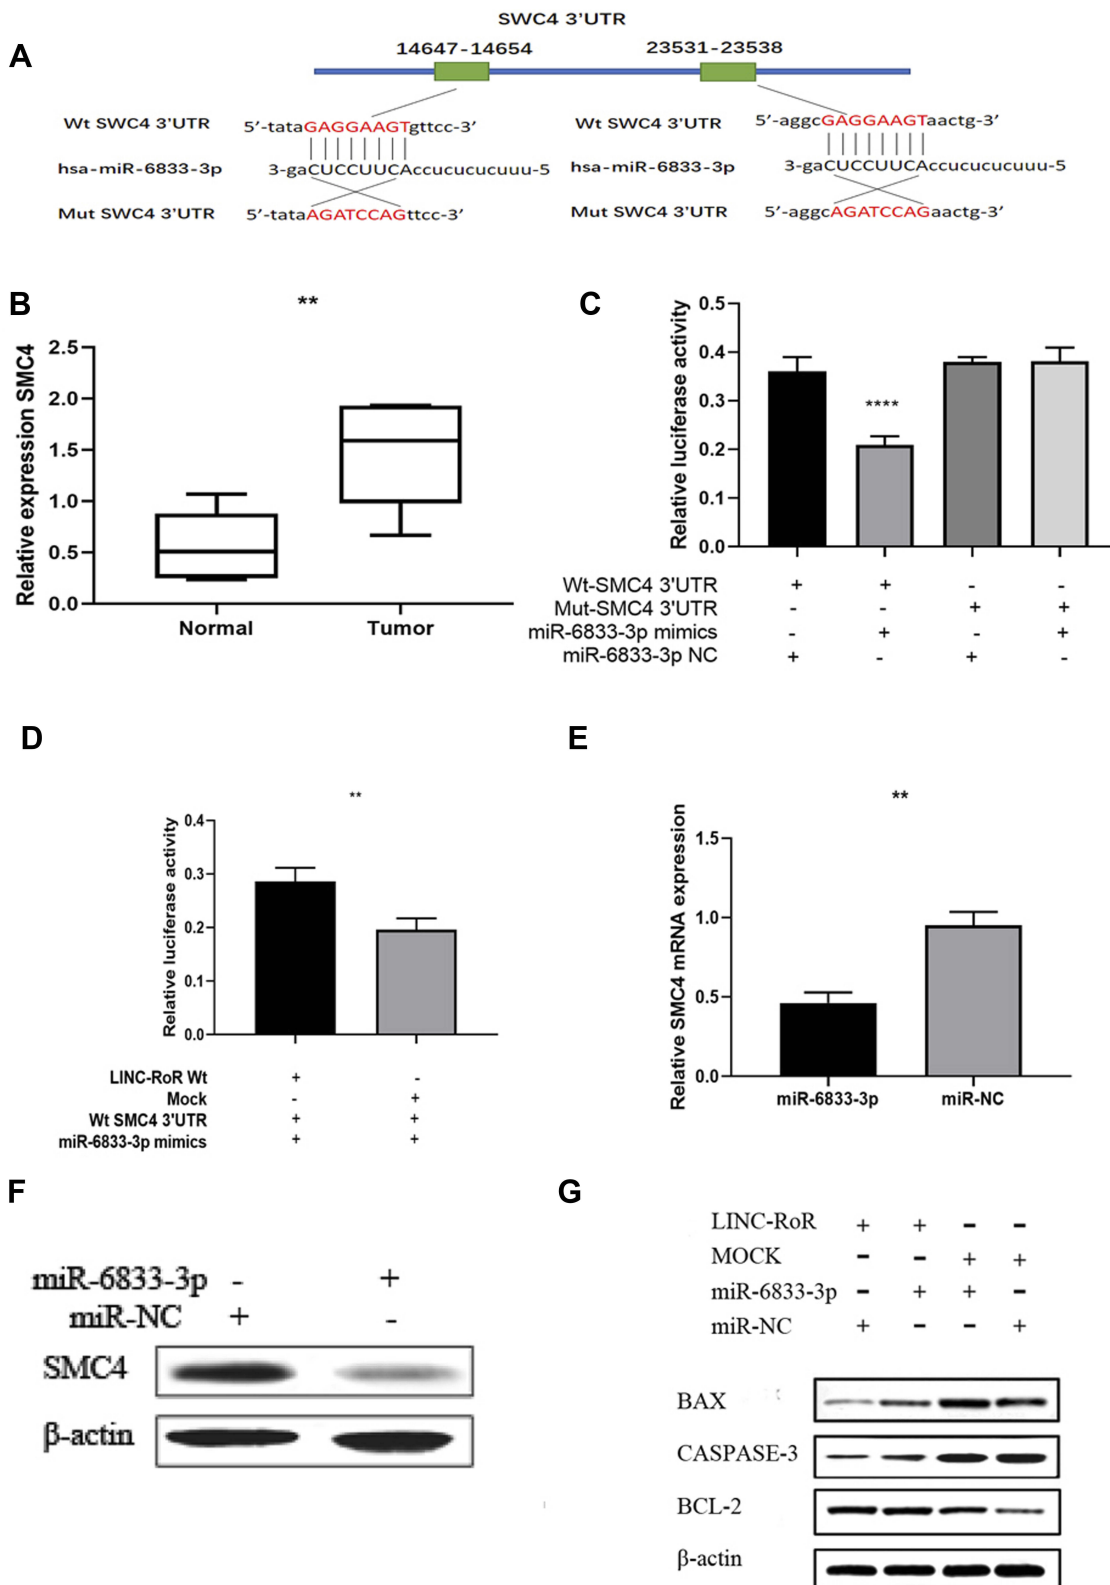 A
SWC4 3'UTR
14647-14654 23531-23538
Wt SWC4 3'UTR 5'-tataGAGGAAGTgttcc-3'
hsa-miR-6833-3p 3-gaCUCCUUCAccucucucuuu-5
Mut SWC4 3'UTR 5'-tataAGATCCAGttcc-3'
Wt SWC4 3'UTR 5'-aggcGAGGAAGTaactg-3'
hsa-miR-6833-3p 3-gaCUCCUUCAccucucucuuu-5
Mut SWC4 3'UTR 5'-aggcAGATCCAGaactg-3'
B
**
Relative expression SMC4
2.5
2.0
1.5
1.0
0.5
0.0
Normal Tumor
C
Relative luciferase activity
0.5
0.4
0.3
0.2
0.1
0.0
****
Wt-SMC4 3'UTR + + - -
Mut-SMC4 3'UTR - - + +
miR-6833-3p mimics - + - +
miR-6833-3p NC + - + -
D
**
Relative luciferase activity
0.4
0.3
0.2
0.1
0.0
LINC-RoR Wt + -
Mock - +
Wt SMC4 3'UTR + +
miR-6833-3p mimics + +
E
**
Relative SMC4 mRNA expression
1.5
1.0
0.5
0.0
miR-6833-3p miR-NC
F
miR-6833-3p - +
miR-NC + -
SMC4
β-actin
G
LINC-RoR + + - -
MOCK - - + +
miR-6833-3p - + + -
miR-NC + - - +
BAX
CASPASE-3
BCL-2
β-actin